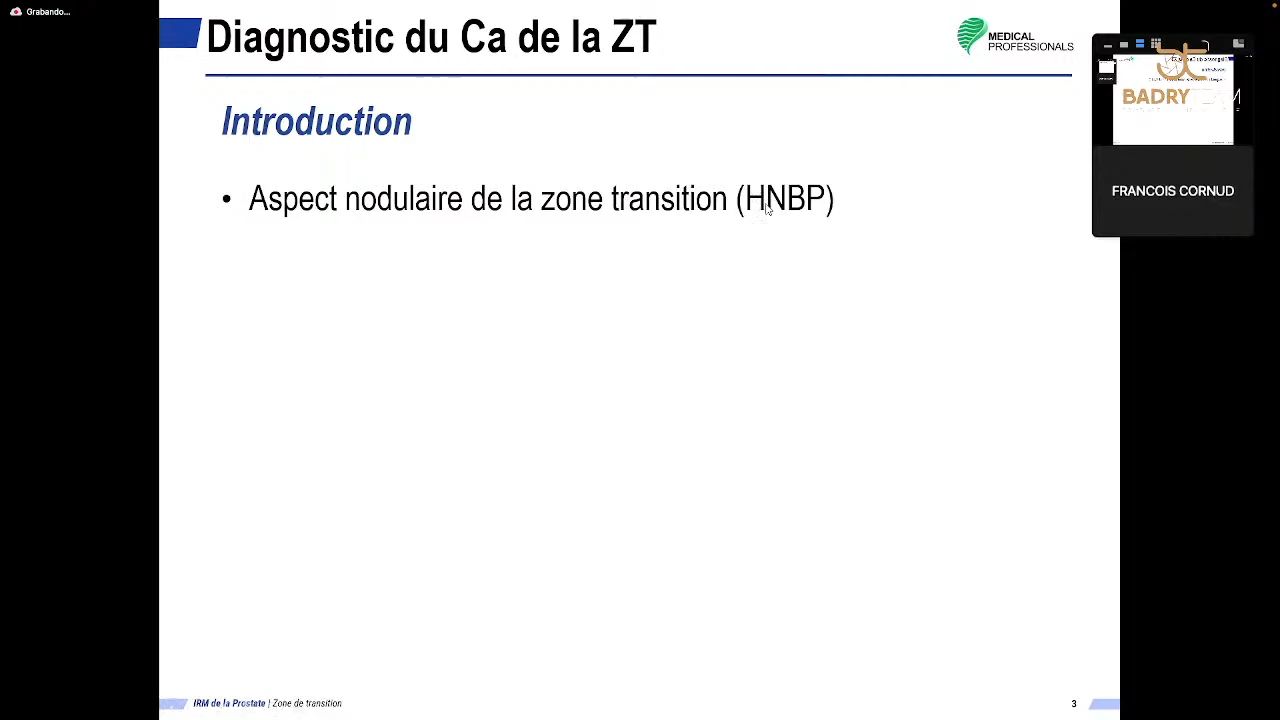 Grabando...
Diagnostic du Ca de la ZT
MEDICAL
PROFESSIONALS
BADRY TEAM
Introduction
FRANCOIS CORNUD
• Aspect nodulaire de la zone transition (HNBP)
IRM de la Prostate | Zone de transition
3